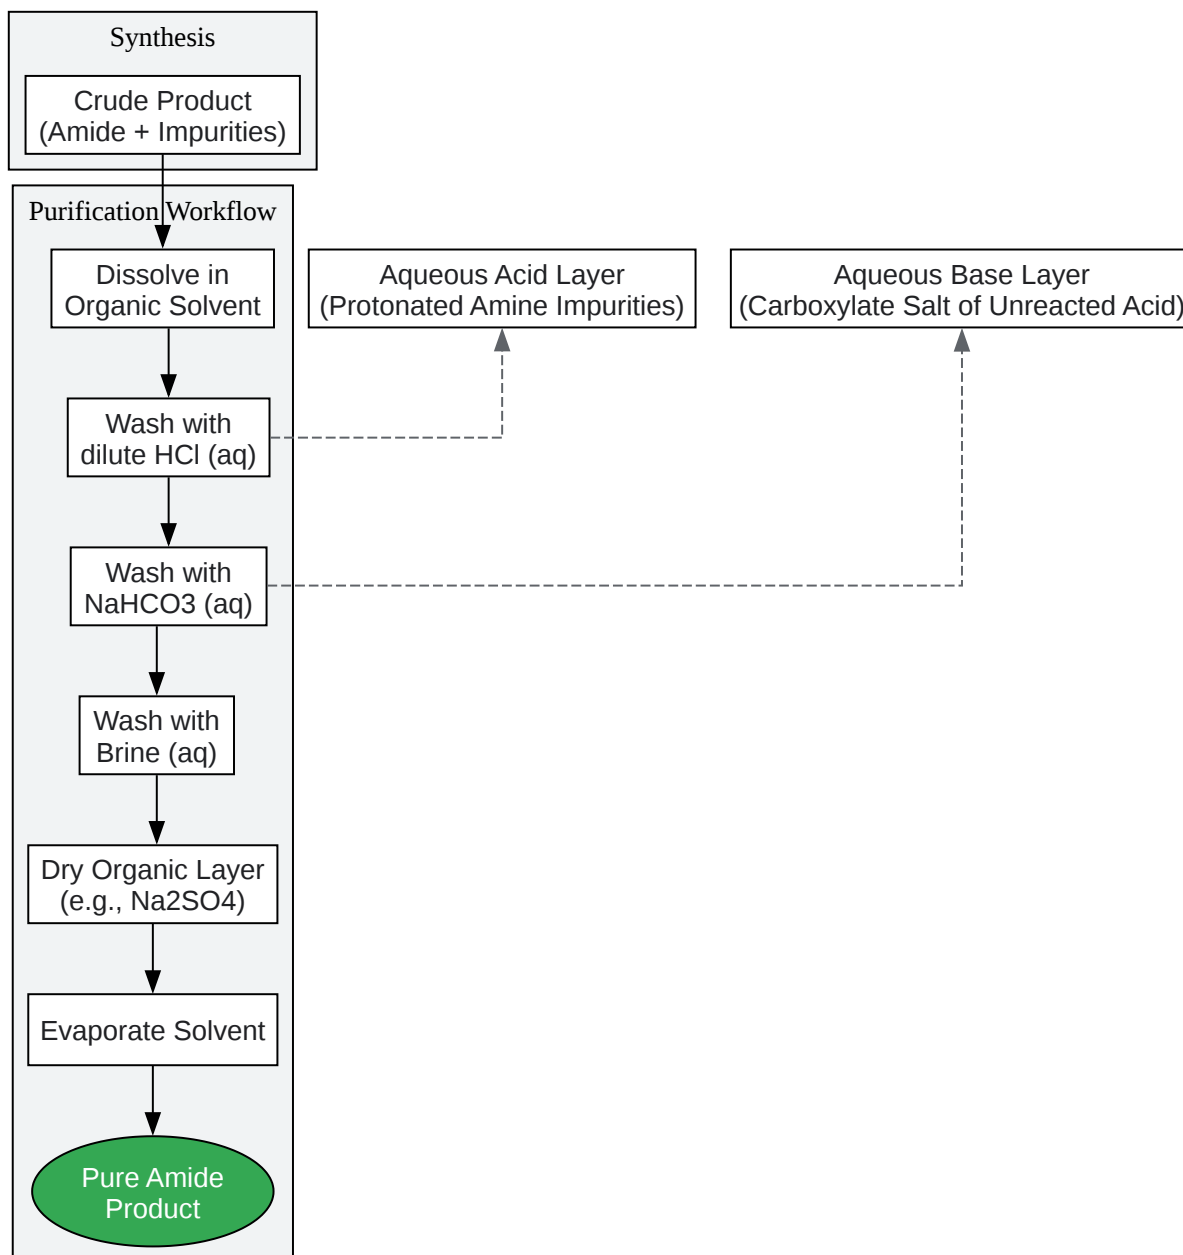 Synthesis
Crude Product
(Amide + Impurities)
Purification Workflow
Dissolve in
Organic Solvent
Aqueous Acid Layer
(Protonated Amine Impurities)
Aqueous Base Layer
(Carboxylate Salt of Unreacted Acid)
Wash with
dilute HCl (aq)
Wash with
NaHCO3 (aq)
Wash with
Brine (aq)
Dry Organic Layer
(e.g., Na2SO4)
Evaporate Solvent
Pure Amide
Product